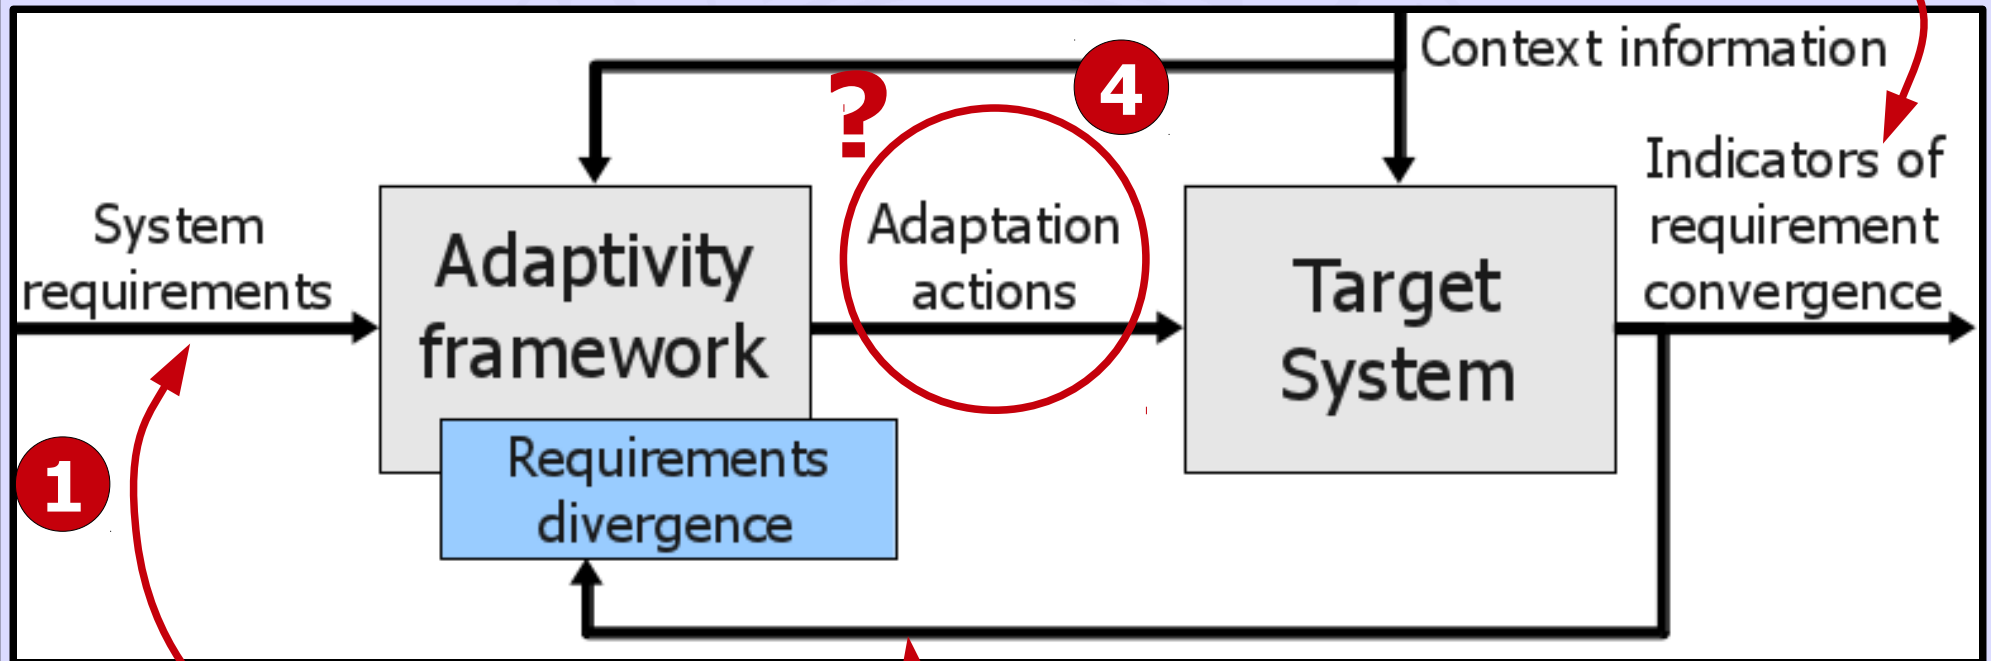 Context information
4
?
Indicators of
requirement
convergence
System
requirements
Adaptivity
framework
Adaptation
actions
Target
System
Requirements
divergence
1